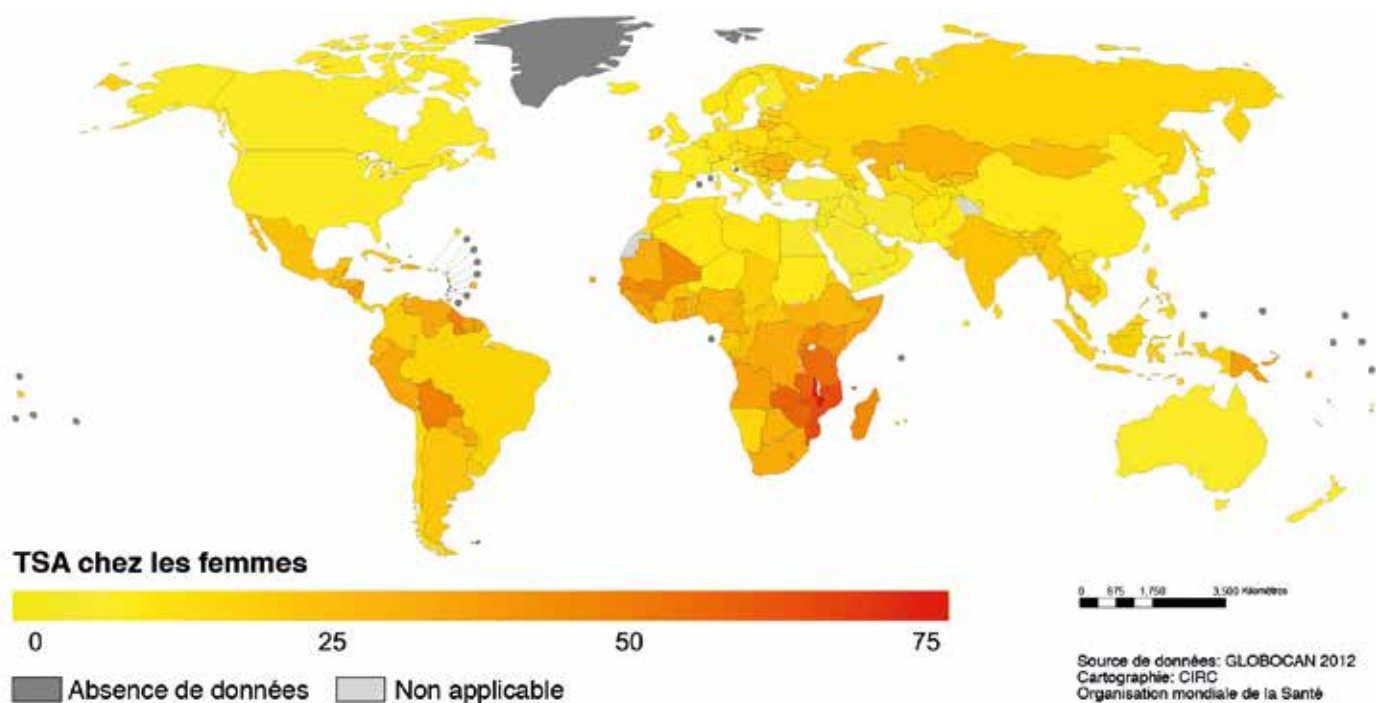 TSA chez les femmes
0 25 50 75
Absence de données Non applicable
0 875 1,750 3,500 Kilomètres
Source de données: GLOBOCAN 2012
Cartographie: CIRC
Organisation mondiale de la Santé